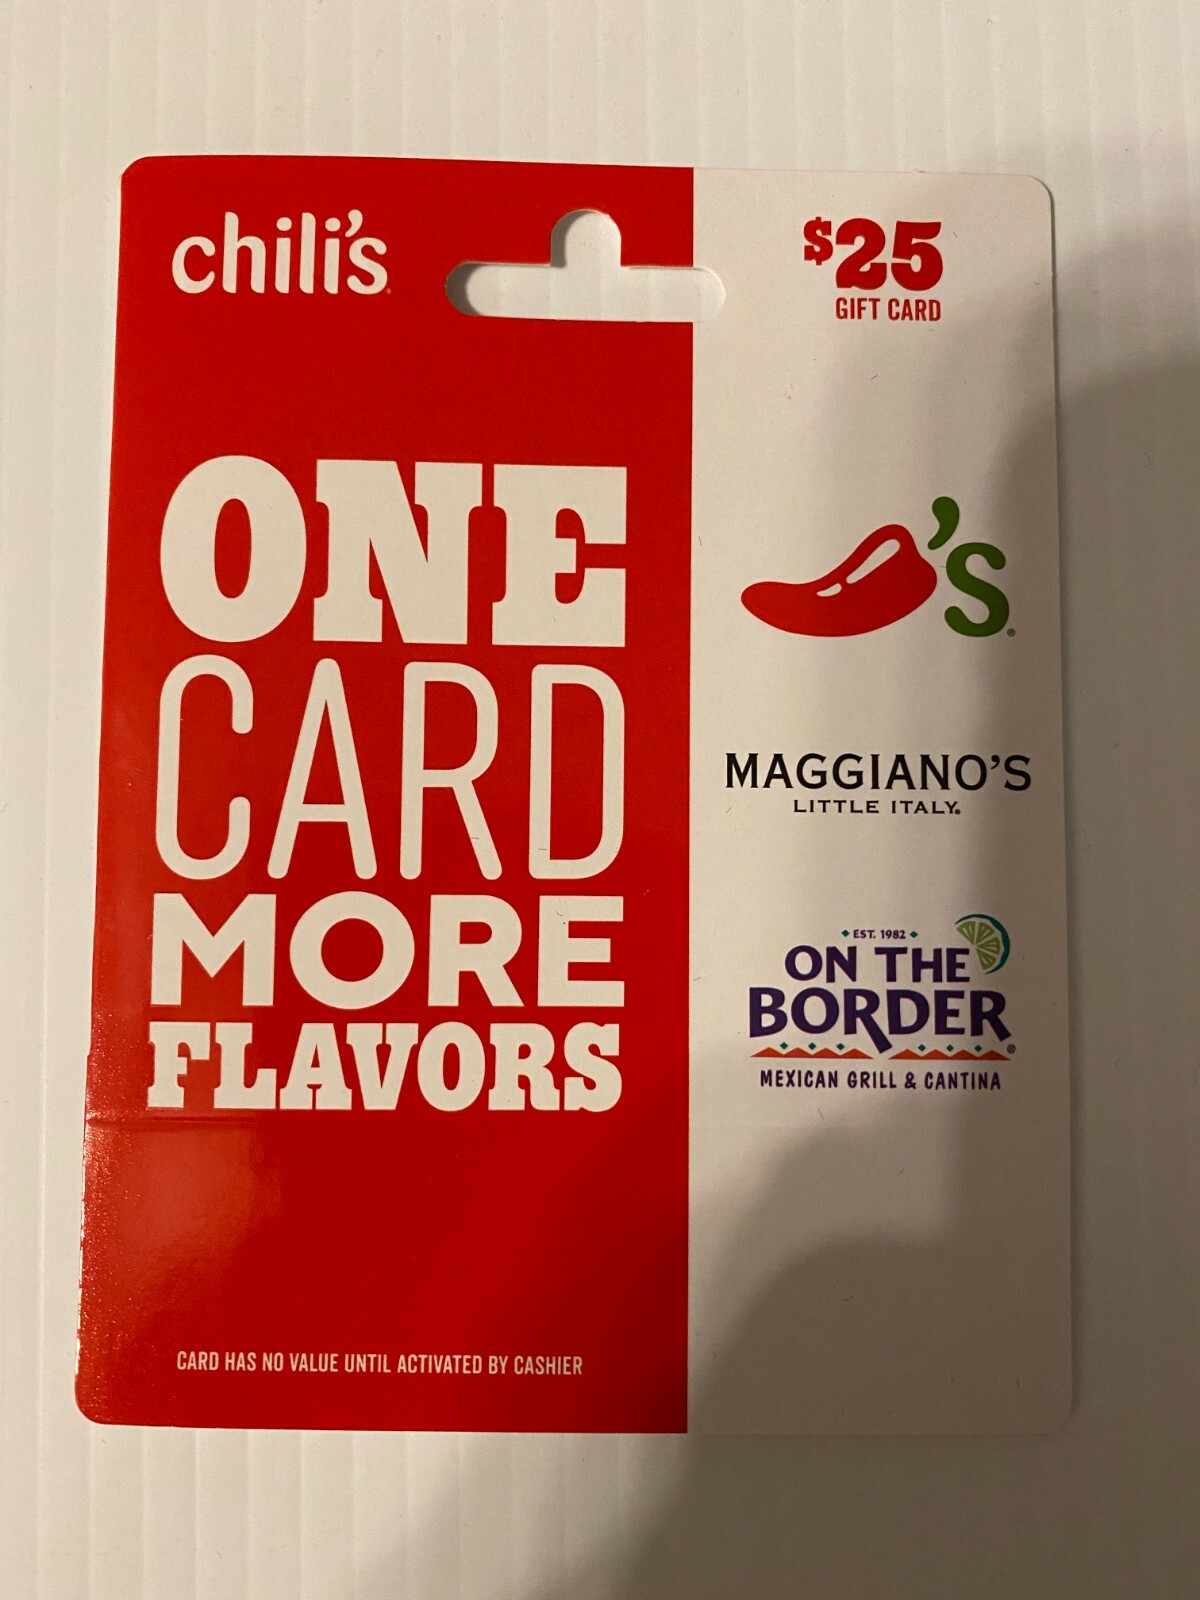 chili's
$25
GIFT CARD
ONE
CARD
MORE
FLAVORS
CARD HAS NO VALUE UNTIL ACTIVATED BY CASHIER
's®
MAGGIANO'S
LITTLE ITALY®
EST. 1982
ON THE
BORDER®
MEXICAN GRILL & CANTINA